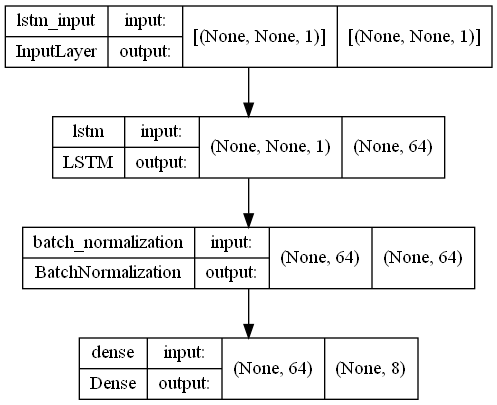 lstm_input input: [(None, None, 1)] [(None, None, 1)]
InputLayer output:
lstm input: (None, None, 1) (None, 64)
LSTM output:
batch_normalization input: (None, 64) (None, 64)
BatchNormalization output:
dense input: (None, 64) (None, 8)
Dense output: